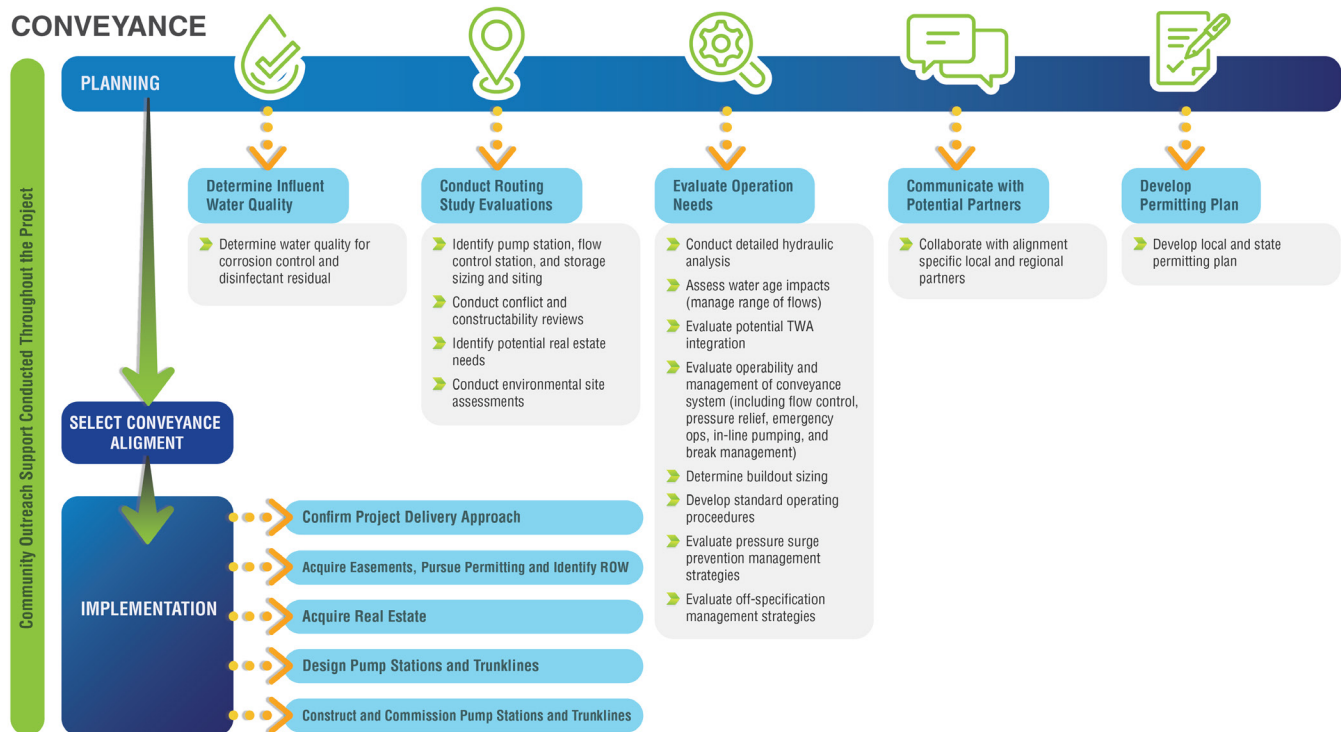 CONVEYANCE
Community Outreach Support Conducted Throughout the Project
PLANNING
Determine Influent
Water Quality
Determine water quality for
corrosion control and
disinfectant residual
Conduct Routing
Study Evaluations
Identify pump station, flow
control station, and storage
sizing and siting
Conduct conflict and
constructability reviews
Identify potential real estate
needs
Conduct environmental site
assessments
Evaluate Operation
Needs
Conduct detailed hydraulic
analysis
Assess water age impacts
(manage range of flows)
Evaluate potential TWA
integration
Evaluate operability and
management of conveyance
system (including flow control,
pressure relief, emergency
ops, in-line pumping, and
break management)
Determine buildout sizing
Develop standard operating
proceedures
Evaluate pressure surge
prevention management
strategies
Evaluate off-specification
management strategies
Communicate with
Potential Partners
Collaborate with alignment
specific local and regional
partners
Develop
Permitting Plan
Develop local and state
permitting plan
SELECT CONVEYANCE
ALIGMENT
IMPLEMENTATION
Confirm Project Delivery Approach
Acquire Easements, Pursue Permitting and Identify ROW
Acquire Real Estate
Design Pump Stations and Trunklines
Construct and Commission Pump Stations and Trunklines